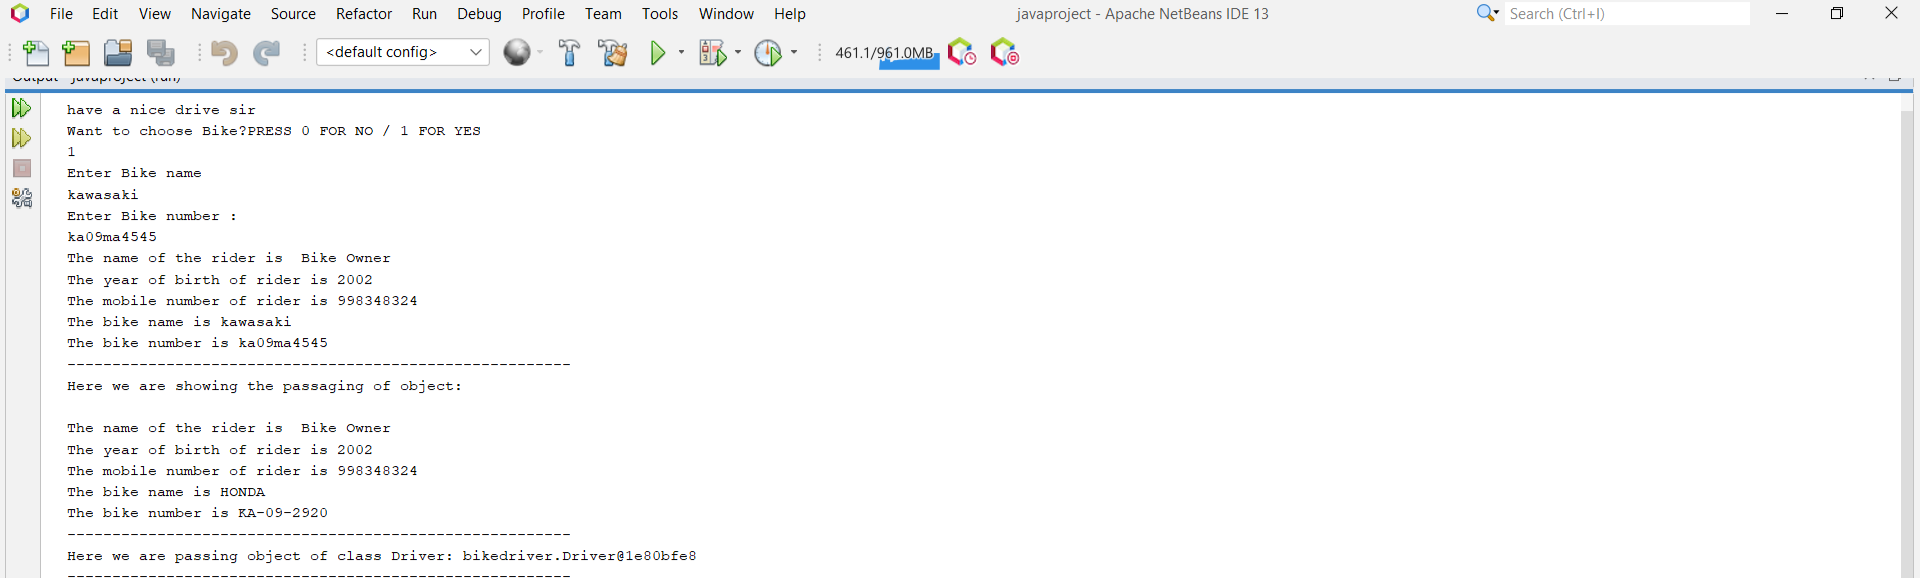 File Edit View Navigate Source Refactor Run Debug Profile Team Tools Window Help
javaproject - Apache NetBeans IDE 13
Search (Ctrl+I)
<default config>
461.1/961.0MB
Output - javaproject (run)
have a nice drive sir
Want to choose Bike?PRESS 0 FOR NO / 1 FOR YES
1
Enter Bike name
kawasaki
Enter Bike number :
ka09ma4545
The name of the rider is  Bike Owner
The year of birth of rider is 2002
The mobile number of rider is 998348324
The bike name is kawasaki
The bike number is ka09ma4545
--------------------------------------------------------
Here we are showing the passaging of object:
The name of the rider is  Bike Owner
The year of birth of rider is 2002
The mobile number of rider is 998348324
The bike name is HONDA
The bike number is KA-09-2920
--------------------------------------------------------
Here we are passing object of class Driver: bikedriver.Driver@1e80bfe8
--------------------------------------------------------